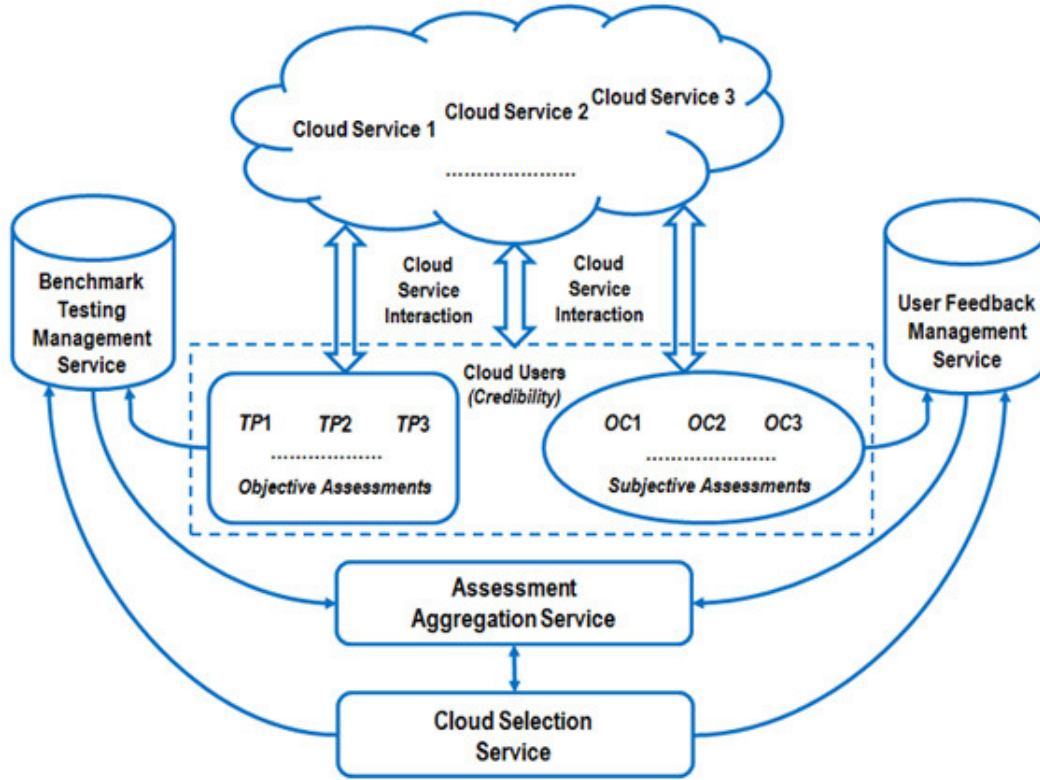 Cloud Service 1
Cloud Service 2
Cloud Service 3
........................
Cloud
Service
Interaction
Cloud
Service
Interaction
Benchmark
Testing
Management
Service
User Feedback
Management
Service
Cloud Users
(Credibility)
TP1 TP2 TP3
....................
Objective Assessments
OC1 OC2 OC3
........................
Subjective Assessments
Assessment
Aggregation Service
Cloud Selection
Service